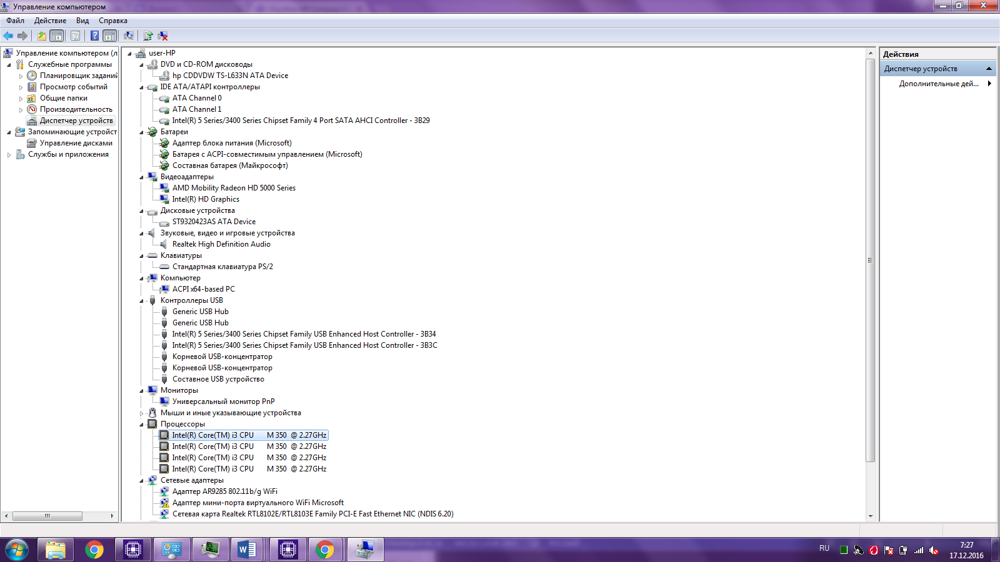 Управление компьютером
Файл Действие Вид Справка
Управление компьютером (л
Служебные программы
Планировщик заданий
Просмотр событий
Общие папки
Производительность
Диспетчер устройств
Запоминающие устройст
Управление дисками
Службы и приложения
user-HP
DVD и CD-ROM дисководы
hp CDDVDW TS-L633N ATA Device
IDE ATA/ATAPI контроллеры
ATA Channel 0
ATA Channel 1
Intel(R) 5 Series/3400 Series Chipset Family 4 Port SATA AHCI Controller - 3B29
Батареи
Адаптер блока питания (Microsoft)
Батарея с ACPI-совместимым управлением (Microsoft)
Составная батарея (Майкрософт)
Видеоадаптеры
AMD Mobility Radeon HD 5000 Series
Intel(R) HD Graphics
Дисковые устройства
ST9320423AS ATA Device
Звуковые, видео и игровые устройства
Realtek High Definition Audio
Клавиатуры
Стандартная клавиатура PS/2
Компьютер
ACPI x64-based PC
Контроллеры USB
Generic USB Hub
Generic USB Hub
Intel(R) 5 Series/3400 Series Chipset Family USB Enhanced Host Controller - 3B34
Intel(R) 5 Series/3400 Series Chipset Family USB Enhanced Host Controller - 3B3C
Корневой USB-концентратор
Корневой USB-концентратор
Составное USB устройство
Мониторы
Универсальный монитор PnP
Мыши и иные указывающие устройства
Процессоры
Intel(R) Core(TM) i3 CPU M 350 @ 2.27GHz
Intel(R) Core(TM) i3 CPU M 350 @ 2.27GHz
Intel(R) Core(TM) i3 CPU M 350 @ 2.27GHz
Intel(R) Core(TM) i3 CPU M 350 @ 2.27GHz
Сетевые адаптеры
Адаптер AR9285 802.11b/g WiFi
Адаптер мини-порта виртуального WiFi Microsoft
Сетевая карта Realtek RTL8102E/RTL8103E Family PCI-E Fast Ethernet NIC (NDIS 6.20)
Действия
Диспетчер устройств
Дополнительные дей...
RU
7:27
17.12.2016